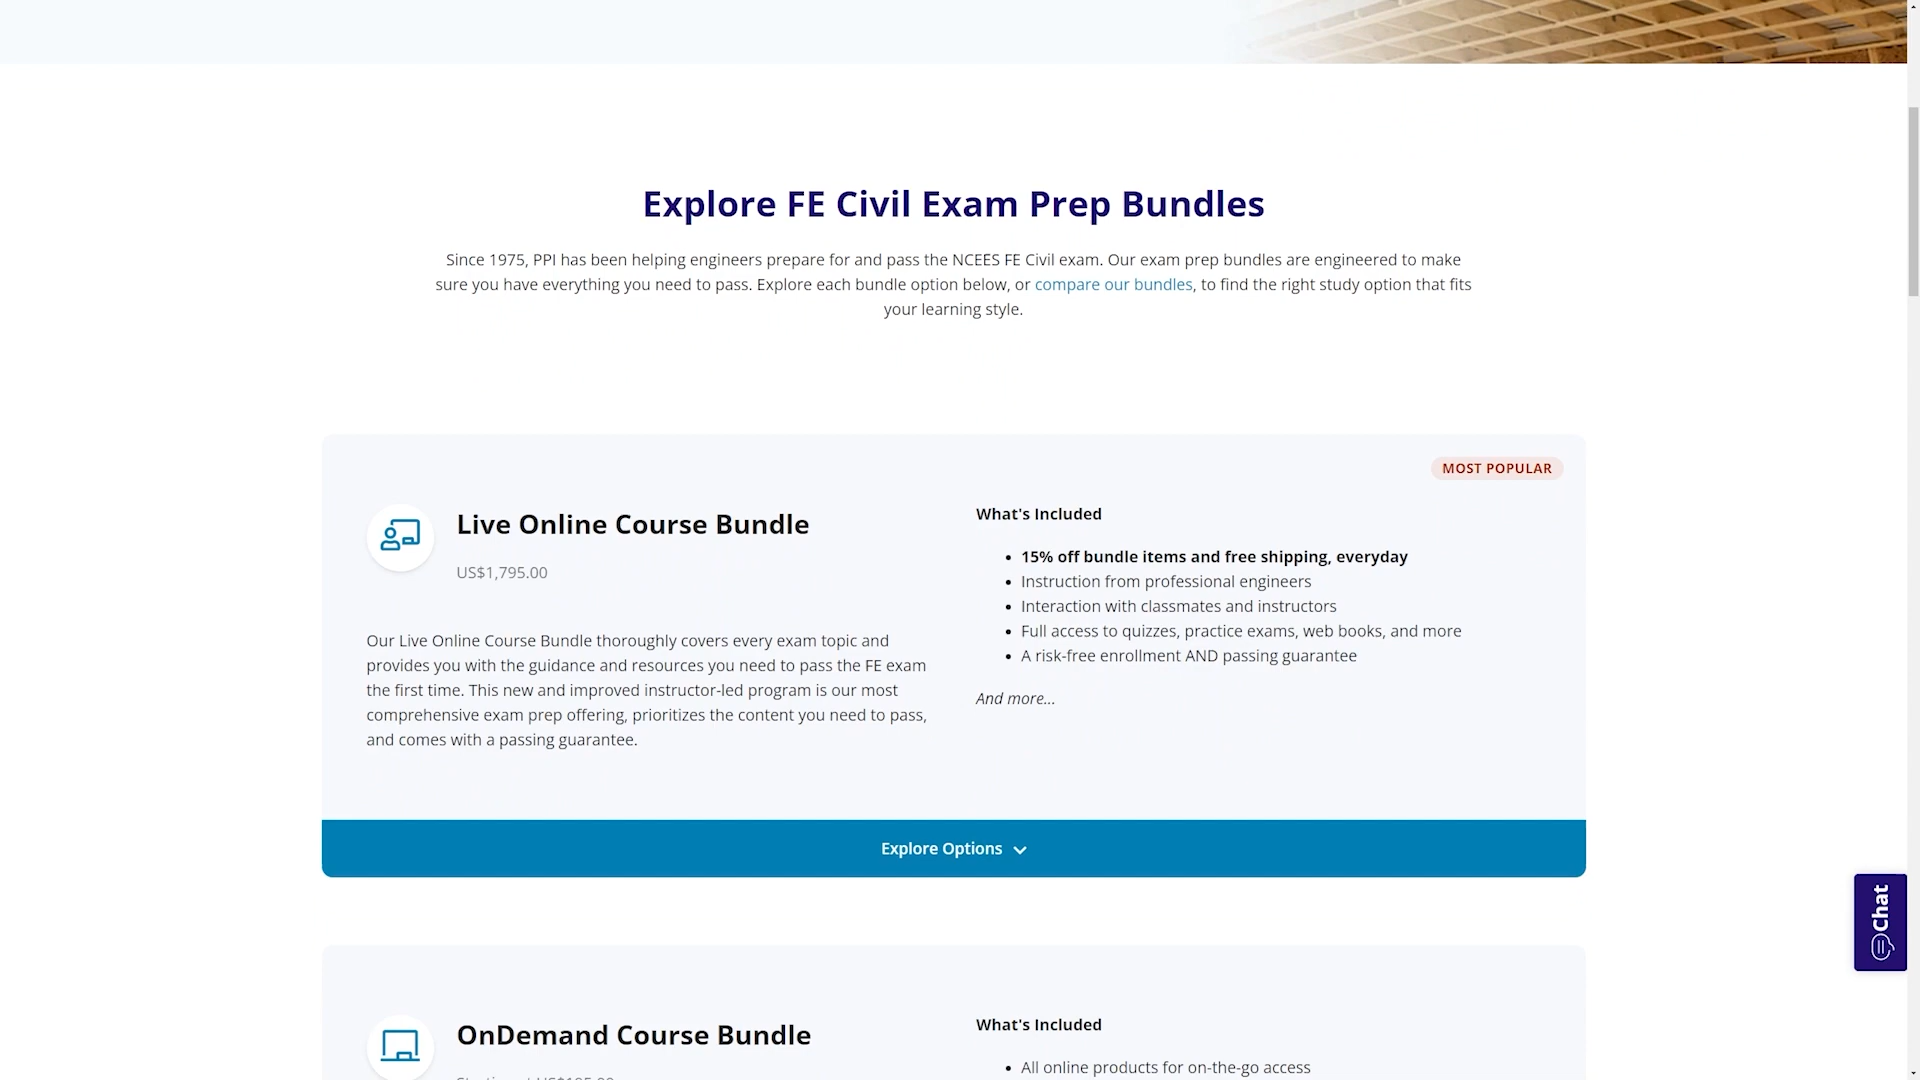 Explore FE Civil Exam Prep Bundles
Since 1975, PPI has been helping engineers prepare for and pass the NCEES FE Civil exam. Our exam prep bundles are engineered to make
sure you have everything you need to pass. Explore each bundle option below, or compare our bundles, to find the right study option that fits
your learning style.
MOST POPULAR
Live Online Course Bundle
US$1,795.00
Our Live Online Course Bundle thoroughly covers every exam topic and
provides you with the guidance and resources you need to pass the FE exam
the first time. This new and improved instructor-led program is our most
comprehensive exam prep offering, prioritizes the content you need to pass,
and comes with a passing guarantee.
What's Included
• 15% off bundle items and free shipping, everyday
• Instruction from professional engineers
• Interaction with classmates and instructors
• Full access to quizzes, practice exams, web books, and more
• A risk-free enrollment AND passing guarantee
And more...
Explore Options
Chat
OnDemand Course Bundle
What's Included
• All online products for on-the-go access